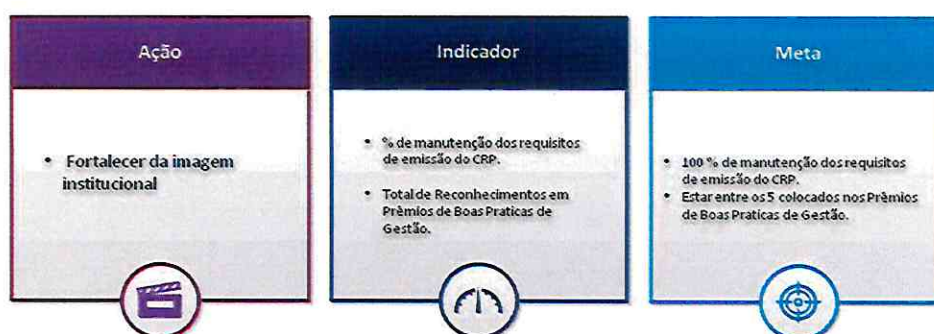 Ação
• Fortalecer da imagem
institucional
Indicador
• % de manutenção dos requisitos
de emissão do CRP.
• Total de Reconhecimentos em
Prêmios de Boas Praticas de
Gestão.
Meta
• 100 % de manutenção dos requisitos
de emissão do CRP.
• Estar entre os 5 colocados nos Prêmios
de Boas Praticas de Gestão.